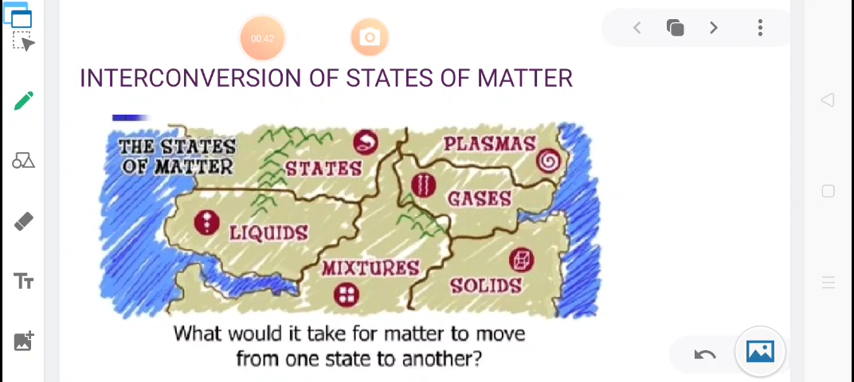 00:42
INTERCONVERSION OF STATES OF MATTER
THE STATES
OF MATTER
STATES
PLASMAS
GASES
LIQUIDS
MIXTURES
SOLIDS
What would it take for matter to move
from one state to another?
TT